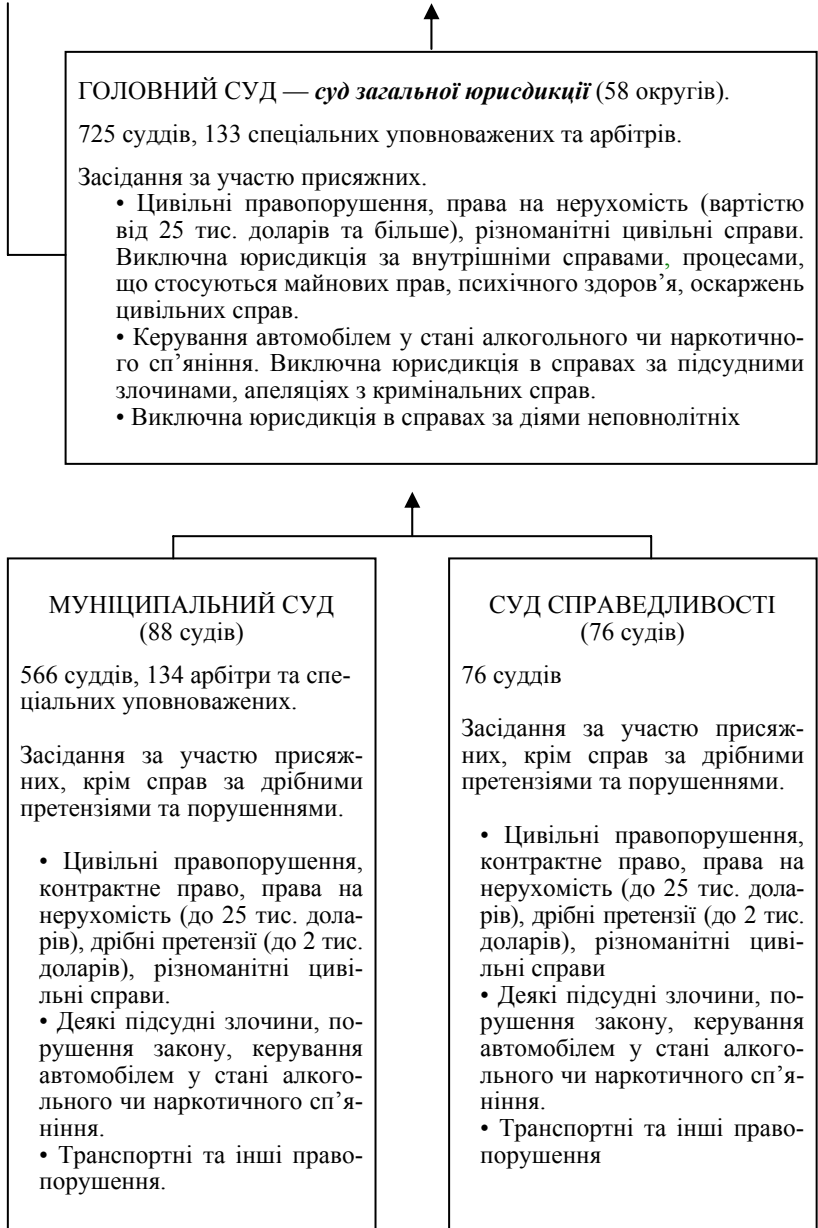 ГОЛОВНИЙ СУД — суд загальної юрисдикції (58 округів).
725 суддів, 133 спеціальних уповноважених та арбітрів.
Засідання за участю присяжних.
• Цивільні правопорушення, права на нерухомість (вартістю
від 25 тис. доларів та більше), різноманітні цивільні справи.
Виключна юрисдикція за внутрішніми справами, процесами,
що стосуються майнових прав, психічного здоров’я, оскаржень
цивільних справ.
• Керування автомобілем у стані алкогольного чи наркотично-
го сп’яніння. Виключна юрисдикція в справах за підсудними
злочинами, апеляціях з кримінальних справ.
• Виключна юрисдикція в справах за діями неповнолітніх
МУНІЦИПАЛЬНИЙ СУД
(88 судів)
566 суддів, 134 арбітри та спе-
ціальних уповноважених.
Засідання за участю присяж-
них, крім справ за дрібними
претензіями та порушеннями.
• Цивільні правопорушення,
контрактне право, права на
нерухомість (до 25 тис. дола-
рів), дрібні претензії (до 2 тис.
доларів), різноманітні циві-
льні справи.
• Деякі підсудні злочини, по-
рушення закону, керування
автомобілем у стані алкого-
льного чи наркотичного сп’я-
ніння.
• Транспортні та інші право-
порушення.
СУД СПРАВЕДЛИВОСТІ
(76 судів)
76 суддів
Засідання за участю присяж-
них, крім справ за дрібними
претензіями та порушеннями.
• Цивільні правопорушення,
контрактне право, права на
нерухомість (до 25 тис. дола-
рів), дрібні претензії (до 2 тис.
доларів), різноманітні циві-
льні справи
• Деякі підсудні злочини, по-
рушення закону, керування
автомобілем у стані алкого-
льного чи наркотичного сп’я-
ніння.
• Транспортні та інші право-
порушення